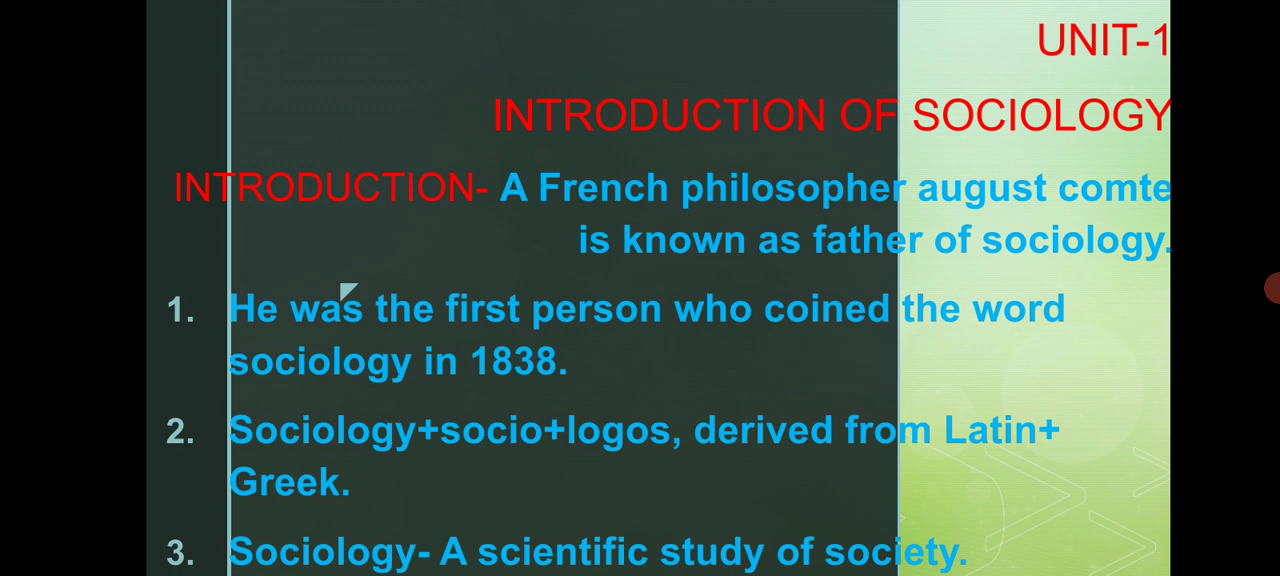 UNIT-1
INTRODUCTION OF SOCIOLOGY
INTRODUCTION- A French philosopher august comte
is known as father of sociology.
1. He was the first person who coined the word
sociology in 1838.
2. Sociology+socio+logos, derived from Latin+
Greek.
3. Sociology- A scientific study of society.